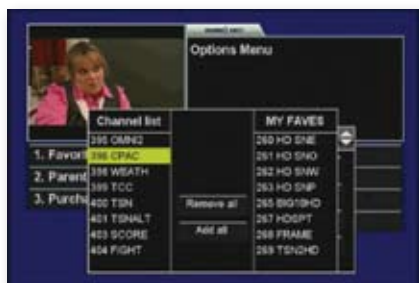 Options Menu
Channel list
395 OMNI2
396 CPAC
398 WEATH
399 TCC
400 TSN
401 TSNALT
403 SCORE
404 FIGHT
Remove all
Add all
MY FAVES
260 HD SNE
261 HD SNO
262 HD SNW
263 HD SNP
265 BIG10HD
267 HDSPT
268 FRAME
269 TSN2HD
1. Favori
2. Parent
3. Purcha